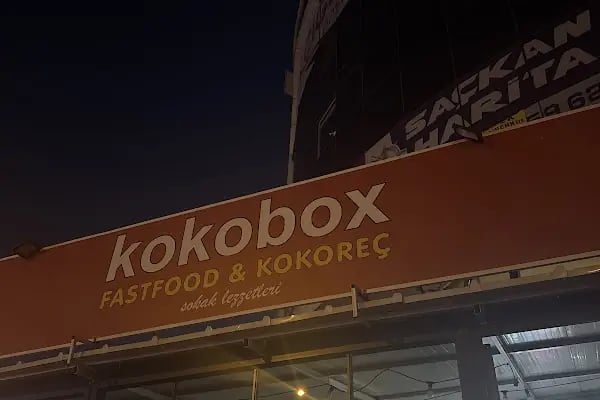 SAÇKAN
HARİTA
kokobox
FASTFOOD & KOKOREÇ
sokak lezzetleri